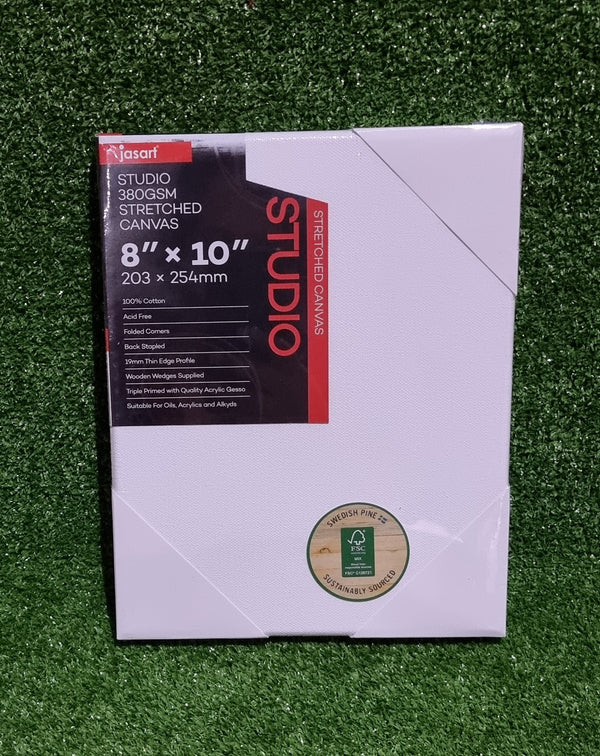 jasart
STUDIO
380GSM
STRETCHED
CANVAS
8” × 10”
203 × 254mm
100% Cotton
Acid Free
Folded Corners
Back Stapled
19mm Thin Edge Profile
Wooden Wedges Supplied
Triple Primed with Quality Acrylic Gesso
Suitable For Oils, Acrylics and Alkyds
STUDIO
STRETCHED CANVAS
SWEDISH PINE
FSC
MIX
SUSTAINABLY SOURCED